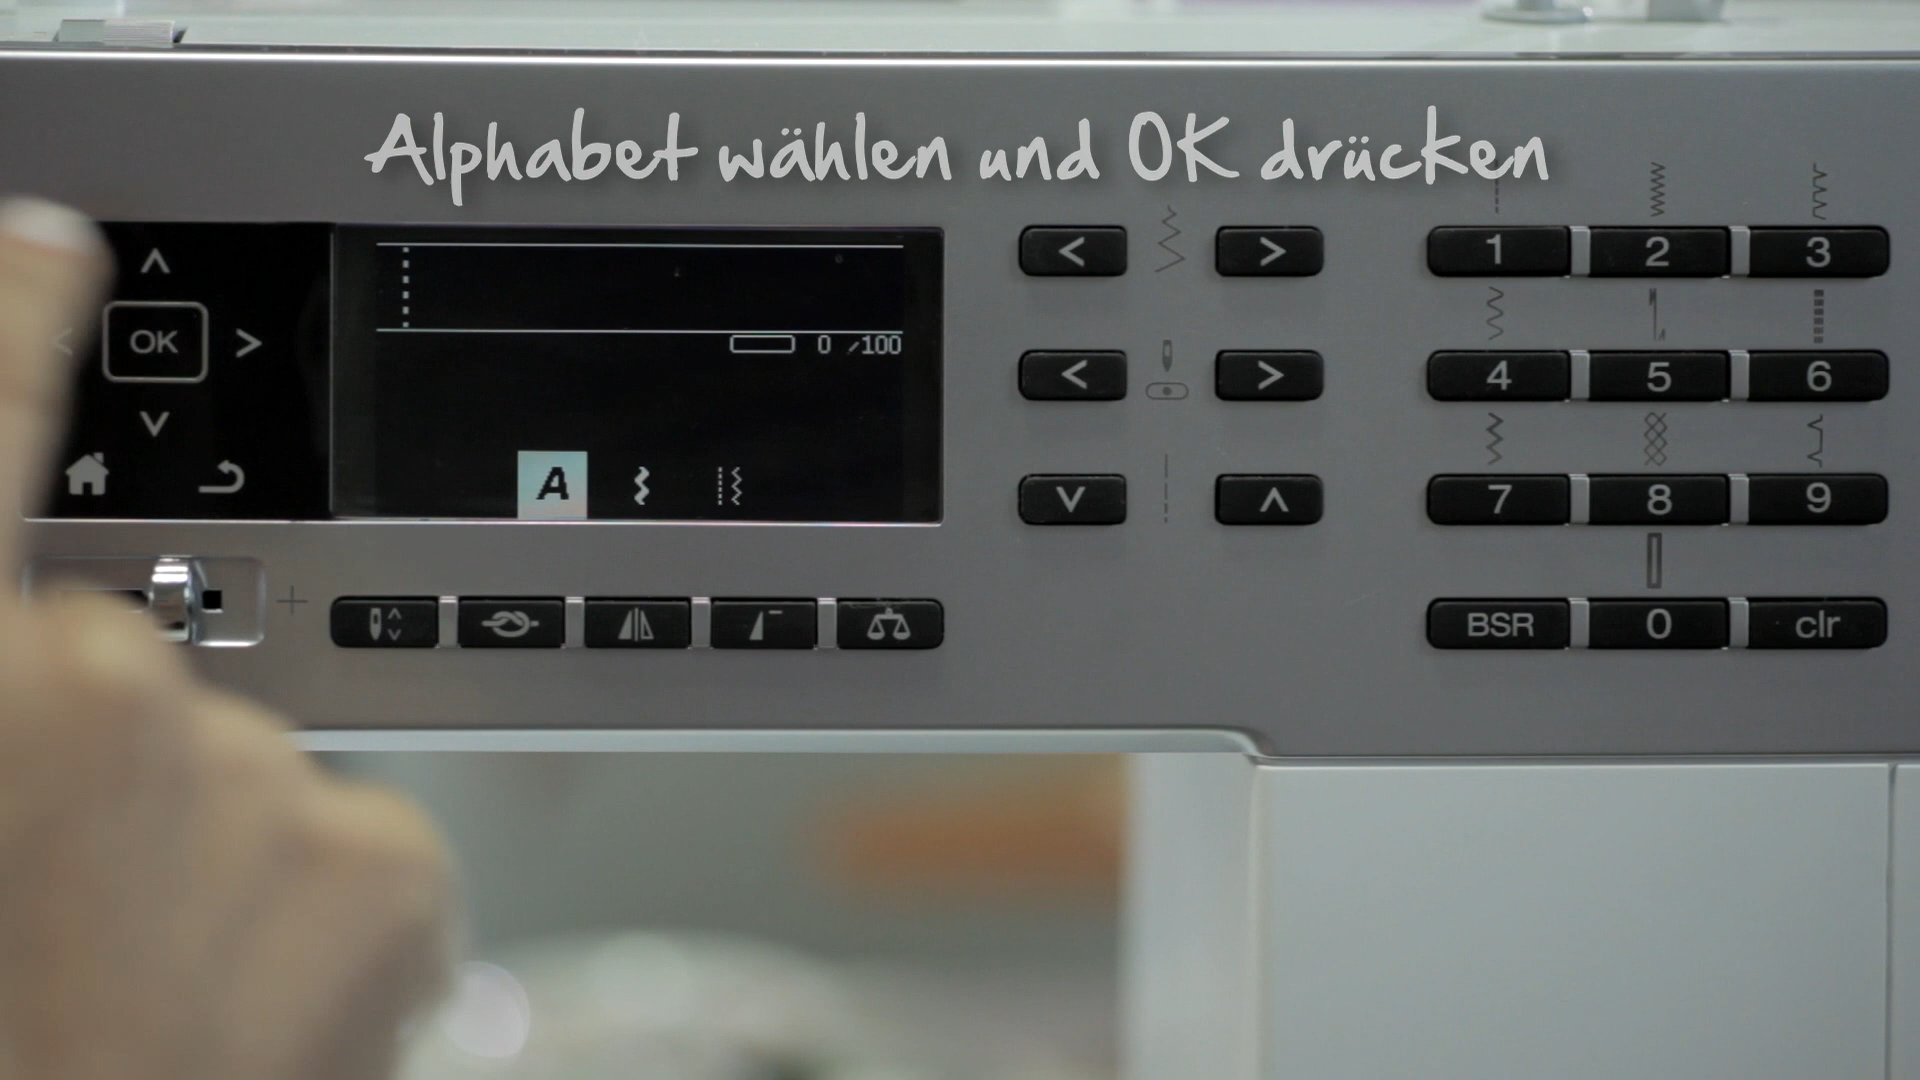 Alphabet wählen und OK drücken
OK
0 / 100
A
1 2 3
4 5 6
7 8 9
BSR 0 clr